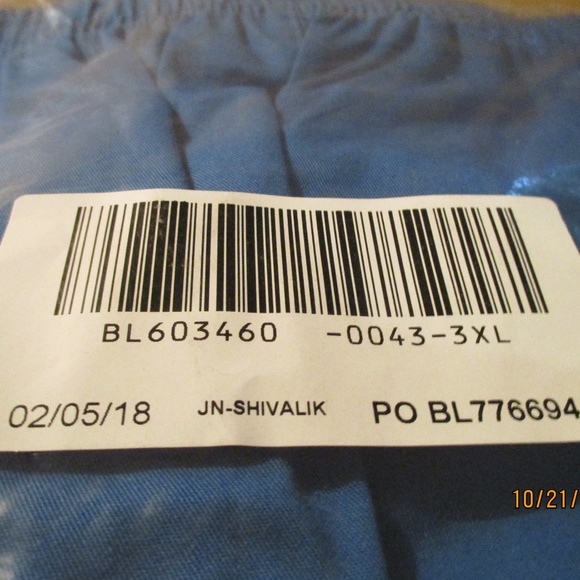 BL603460 -0043-3XL
02/05/18 JN-SHIVALIK PO BL776694
10/21/